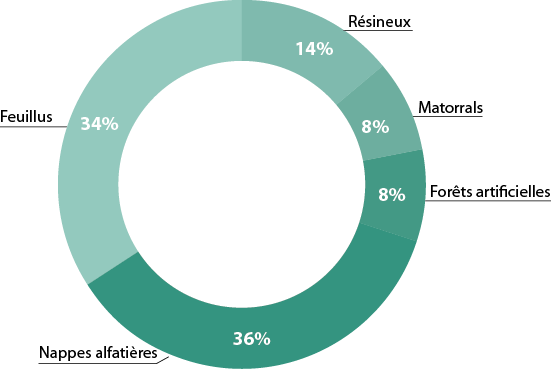 Résineux
14%
Matorrals
8%
Feuillus
34%
Forêts artificielles
8%
36%
Nappes alfatières